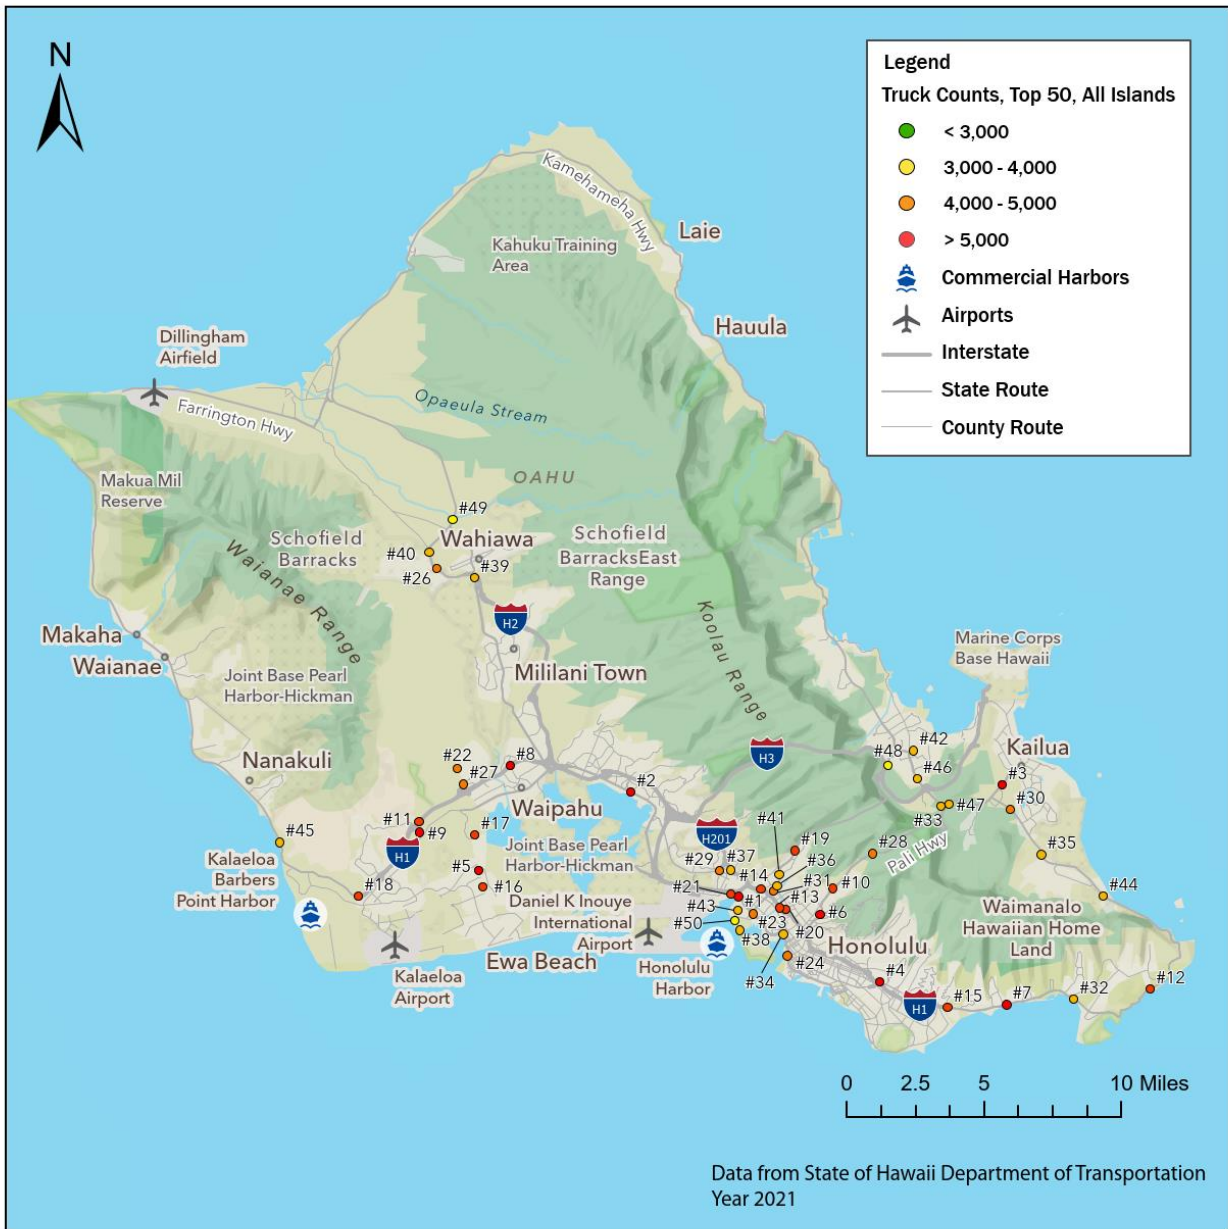 N
Legend
Truck Counts, Top 50, All Islands
< 3,000
3,000 - 4,000
4,000 - 5,000
> 5,000
Commercial Harbors
Airports
Interstate
State Route
County Route
Kamehameha Hwy
Laie
Kahuku Training
Area
Hauula
Dillingham
Airfield
Farrington Hwy
Opaeula Stream
OAHU
Makua Mil
Reserve
#49
Schofield
Barracks
Wahiawa
Schofield
BarracksEast
Range
#40
#26
#39
Waianae Range
H2
Koolau Range
Makaha
Waianae
Mililani Town
Marine Corps
Base Hawaii
Joint Base Pearl
Harbor-Hickman
Nanakuli
#22
#27
#8
#2
H3
#48
#42
#46
Kailua
#3
Waipahu
#30
#33
#47
#11
#9
H1
#17
#45
Joint Base Pearl
Harbor-Hickman
H201
#41
#19
#28
Pali Hwy
#35
Kalaeloa
Barbers
Point Harbor
#18
#5
#16
#29
#37
#36
#14
#31
#10
#21
#1
#13
#6
#44
#43
#50
#23
#38
#20
#34
#24
Daniel K Inouye
International
Airport
Honolulu
Waimanalo
Hawaiian Home
Land
Kalaeloa
Airport
Ewa Beach
Honolulu
Harbor
#4
H1
#15
#7
#32
#12
0 2.5 5 10 Miles
Data from State of Hawaii Department of Transportation
Year 2021